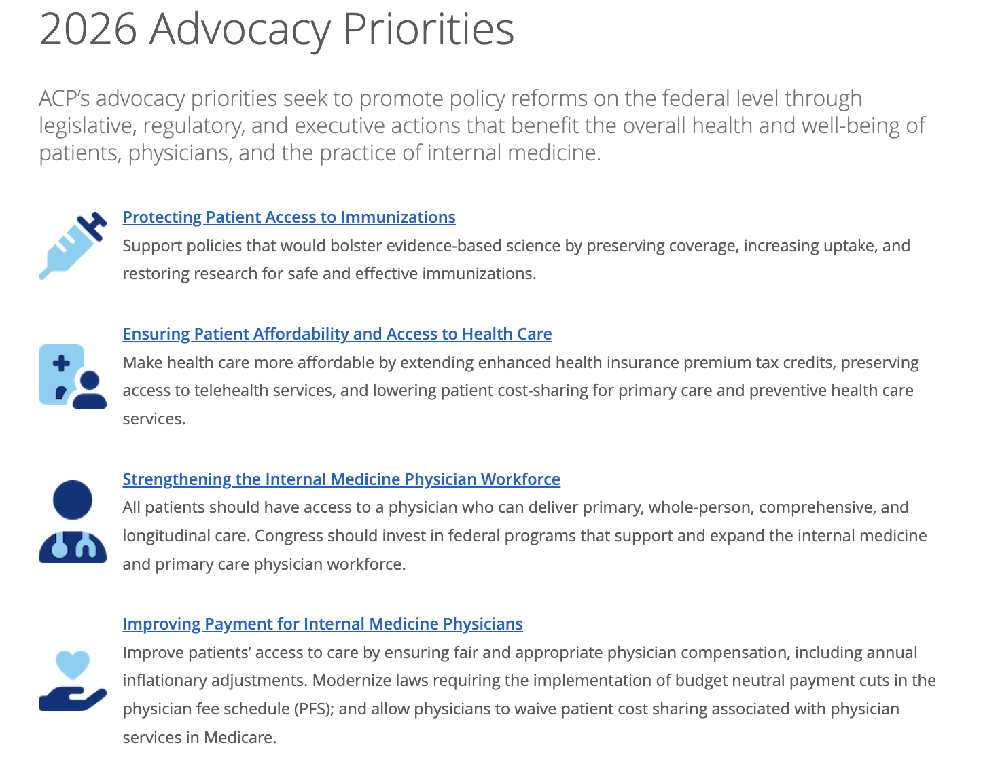 2026 Advocacy Priorities
ACP’s advocacy priorities seek to promote policy reforms on the federal level through
legislative, regulatory, and executive actions that benefit the overall health and well-being of
patients, physicians, and the practice of internal medicine.
Protecting Patient Access to Immunizations
Support policies that would bolster evidence-based science by preserving coverage, increasing uptake, and
restoring research for safe and effective immunizations.
Ensuring Patient Affordability and Access to Health Care
Make health care more affordable by extending enhanced health insurance premium tax credits, preserving
access to telehealth services, and lowering patient cost-sharing for primary care and preventive health care
services.
Strengthening the Internal Medicine Physician Workforce
All patients should have access to a physician who can deliver primary, whole-person, comprehensive, and
longitudinal care. Congress should invest in federal programs that support and expand the internal medicine
and primary care physician workforce.
Improving Payment for Internal Medicine Physicians
Improve patients’ access to care by ensuring fair and appropriate physician compensation, including annual
inflationary adjustments. Modernize laws requiring the implementation of budget neutral payment cuts in the
physician fee schedule (PFS); and allow physicians to waive patient cost sharing associated with physician
services in Medicare.